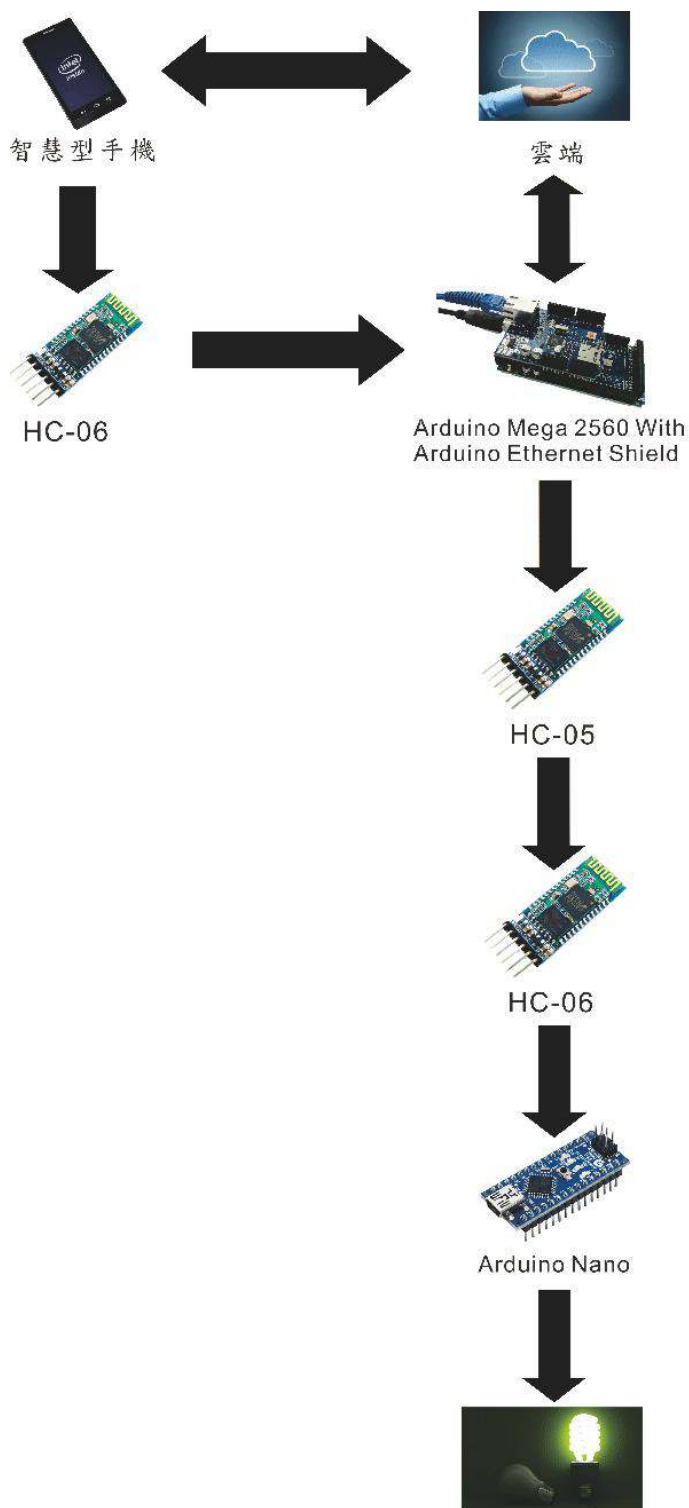 intel
智慧型手機
雲端
HC-06
Arduino Mega 2560 With
Arduino Ethernet Shield
HC-05
HC-06
Arduino Nano